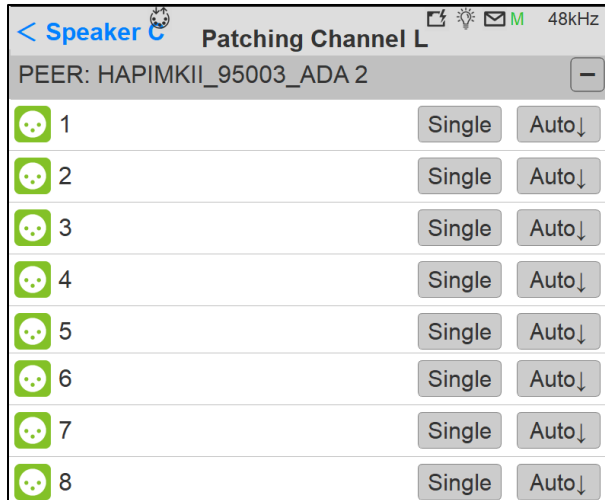 < Speaker C Patching Channel L M 48kHz
PEER: HAPIMKII_95003_ADA 2 −
1 Single Auto↓
2 Single Auto↓
3 Single Auto↓
4 Single Auto↓
5 Single Auto↓
6 Single Auto↓
7 Single Auto↓
8 Single Auto↓